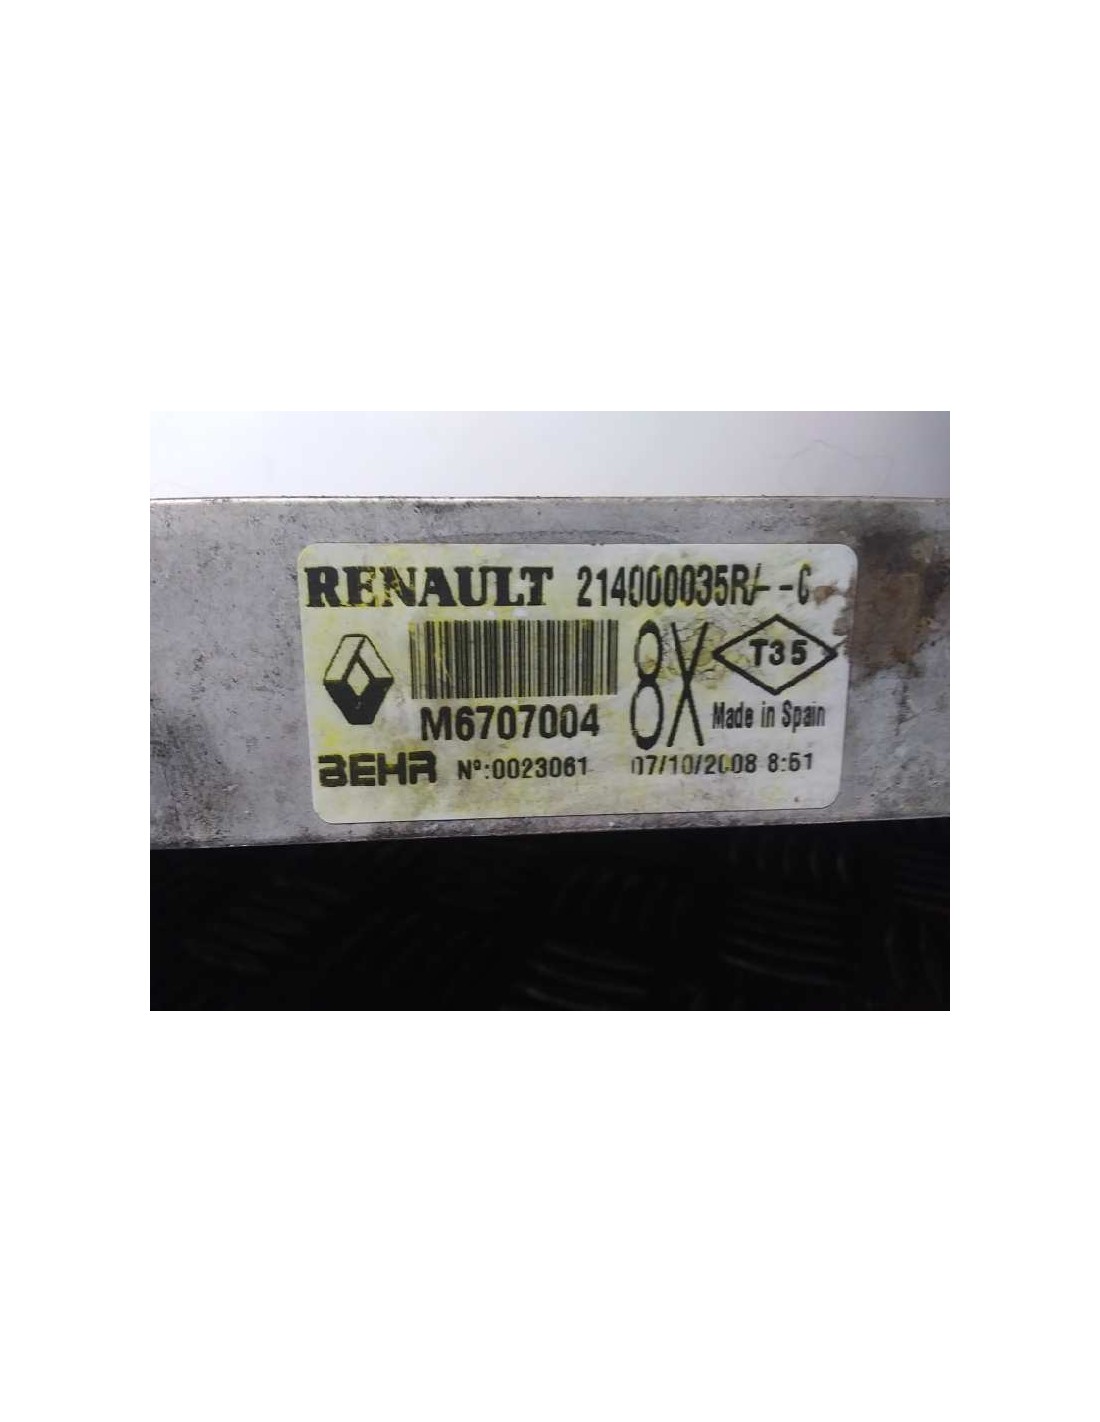 RENAULT 214000035R/--C
8X T35
M6707004 Made in Spain
BEHR Nº:0023061 07/10/2008 8:51